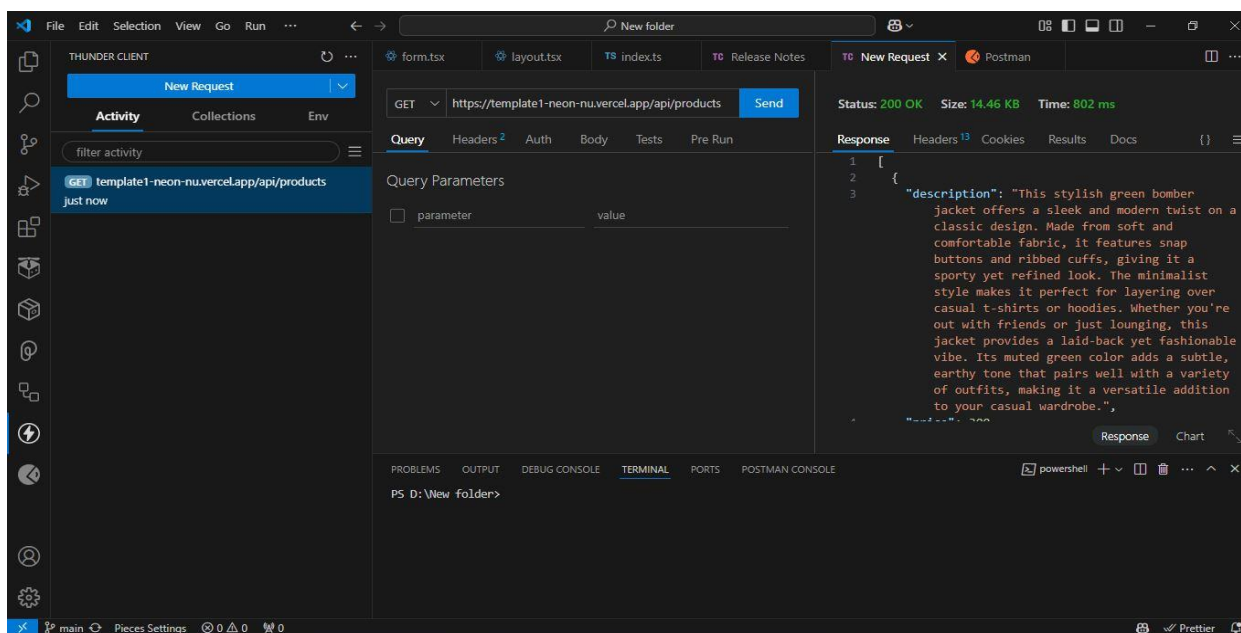 File Edit Selection View Go Run ··· New folder
THUNDER CLIENT
form.tsx layout.tsx TS index.ts TC Release Notes TC New Request Postman
New Request
Activity Collections Env
filter activity
GET template1-neon-nu.vercel.app/api/products
just now
GET https://template1-neon-nu.vercel.app/api/products Send
Query Headers 2 Auth Body Tests Pre Run
Query Parameters
parameter value
Status: 200 OK Size: 14.46 KB Time: 802 ms
Response Headers 13 Cookies Results Docs {}
1 [
2 {
3 "description": "This stylish green bomber
jacket offers a sleek and modern twist on a
classic design. Made from soft and
comfortable fabric, it features snap
buttons and ribbed cuffs, giving it a
sporty yet refined look. The minimalist
style makes it perfect for layering over
casual t-shirts or hoodies. Whether you're
out with friends or just lounging, this
jacket provides a laid-back yet fashionable
vibe. Its muted green color adds a subtle,
earthy tone that pairs well with a variety
of outfits, making it a versatile addition
to your casual wardrobe.",
Response Chart
PROBLEMS OUTPUT DEBUG CONSOLE TERMINAL PORTS POSTMAN CONSOLE powershell
PS D:\New folder>
main Pieces Settings 0 0 0 Prettier